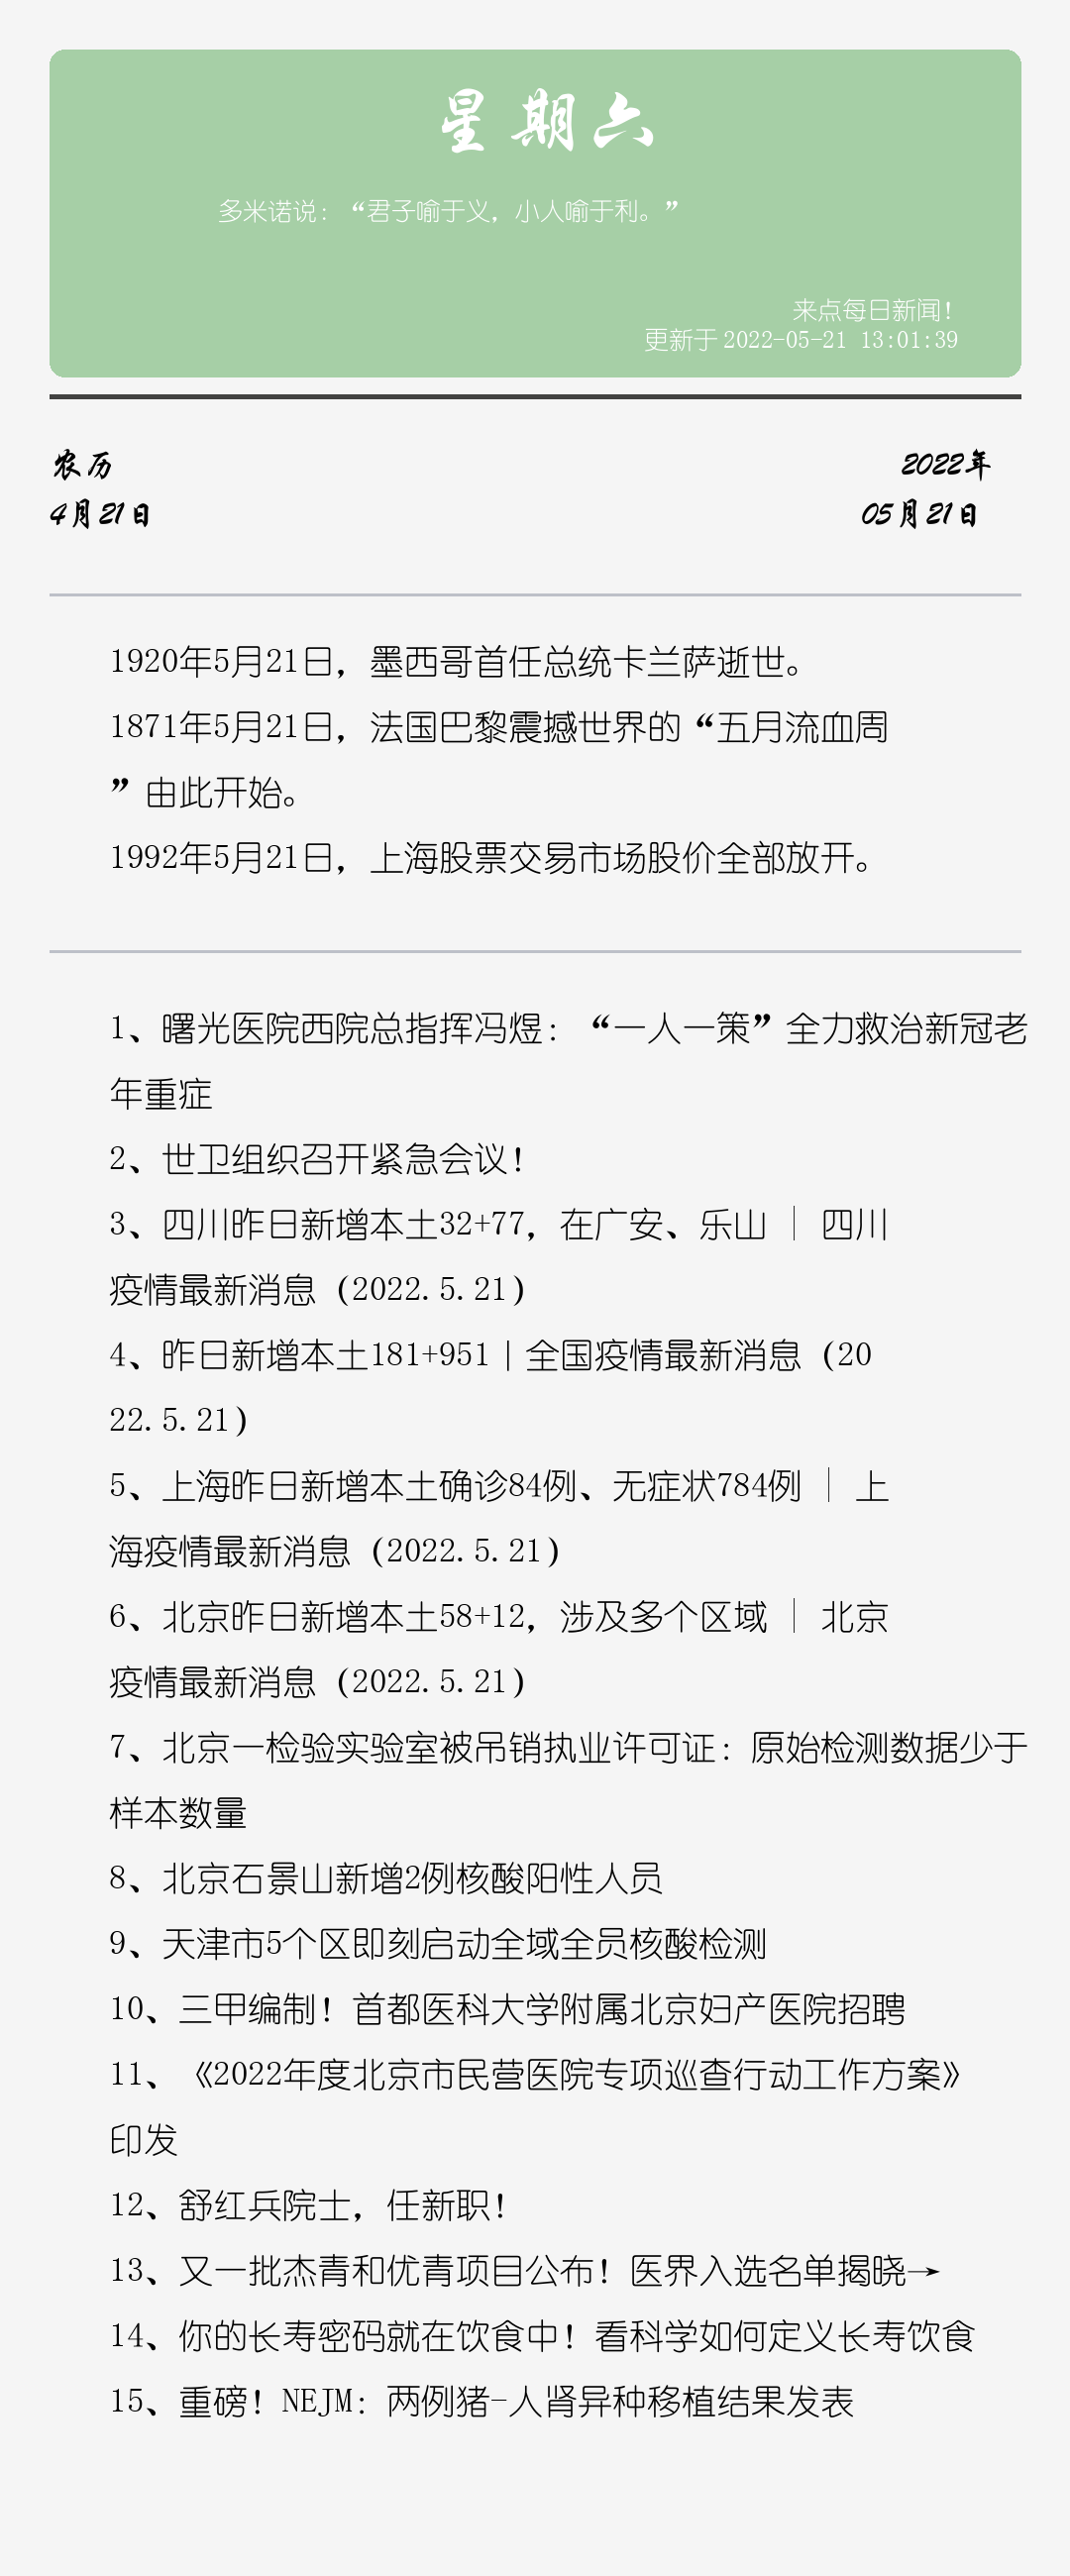 星期六
多米诺说：“君子喻于义，小人喻于利。”
来点每日新闻！
更新于 2022-05-21 13:01:39
农历
2022年
4月21日
05月21日
1920年5月21日，墨西哥首任总统卡兰萨逝世。
1871年5月21日，法国巴黎震撼世界的“五月流血周
”由此开始。
1992年5月21日，上海股票交易市场股价全部放开。
1、曙光医院西院总指挥冯煜：“一人一策”全力救治新冠老
年重症
2、世卫组织召开紧急会议！
3、四川昨日新增本土32+77，在广安、乐山 | 四川
疫情最新消息（2022.5.21）
4、昨日新增本土181+951丨全国疫情最新消息（20
22.5.21）
5、上海昨日新增本土确诊84例、无症状784例 | 上
海疫情最新消息（2022.5.21）
6、北京昨日新增本土58+12，涉及多个区域 | 北京
疫情最新消息（2022.5.21）
7、北京一检验实验室被吊销执业许可证：原始检测数据少于
样本数量
8、北京石景山新增2例核酸阳性人员
9、天津市5个区即刻启动全域全员核酸检测
10、三甲编制！首都医科大学附属北京妇产医院招聘
11、《2022年度北京市民营医院专项巡查行动工作方案》
印发
12、舒红兵院士，任新职！
13、又一批杰青和优青项目公布！医界入选名单揭晓→
14、你的长寿密码就在饮食中！看科学如何定义长寿饮食
15、重磅！NEJM：两例猪-人肾异种移植结果发表